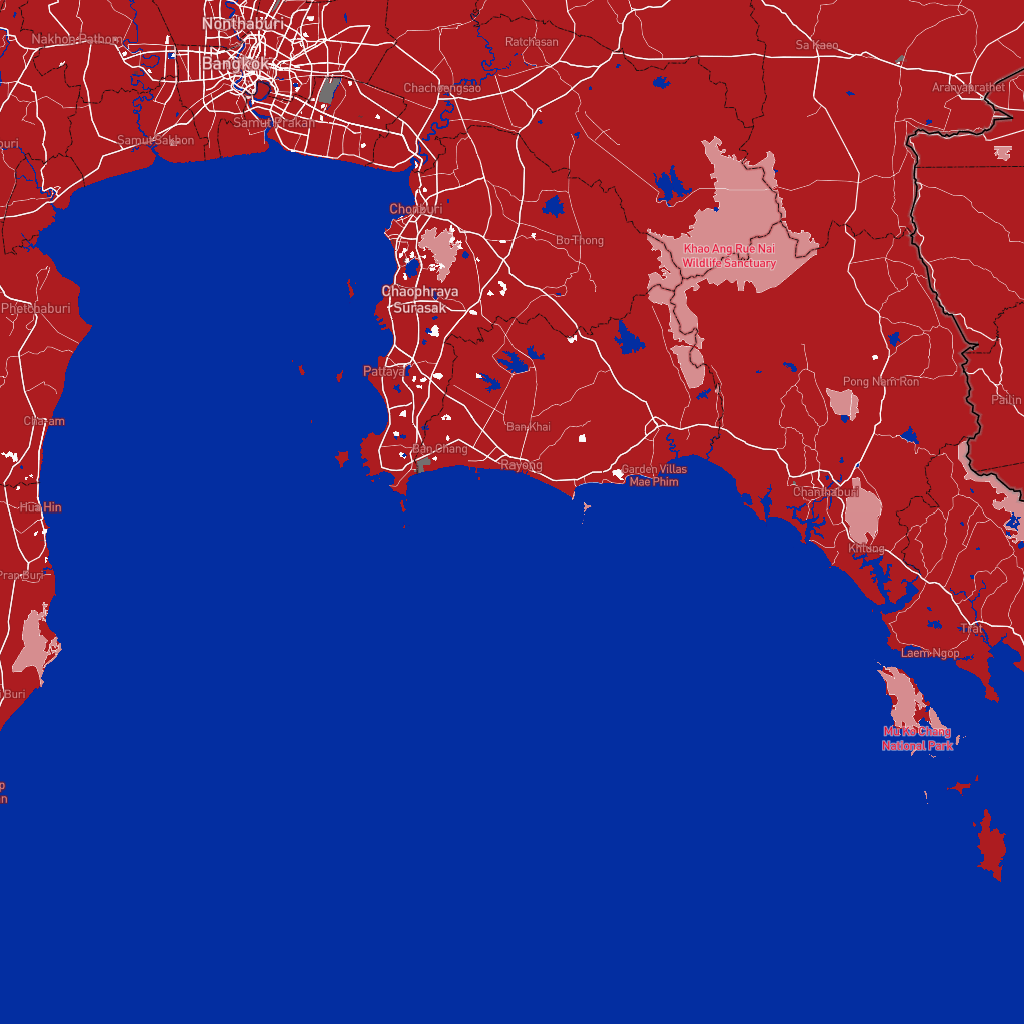 Nonthaburi
Nakhon Pathom
Ratchasan
Sa Kaeo
Bangkok
Chachoengsao
Aranyaprathet
Samut Prakan
Samut Sakhon
buri
Chonburi
Bo Thong
Khao Ang Rue Nai
Wildlife Sanctuary
Chaophraya
Surasak
Phetchaburi
Pattaya
Pong Nam Ron
Pailin
Cha-am
Ban Khai
Ban Chang
Rayong
Garden Villas
Mae Phim
Chanthaburi
Hua Hin
Khlung
Pran Buri
Trat
Laem Ngop
i Buri
Mu Ko Chang
National Park
p
an